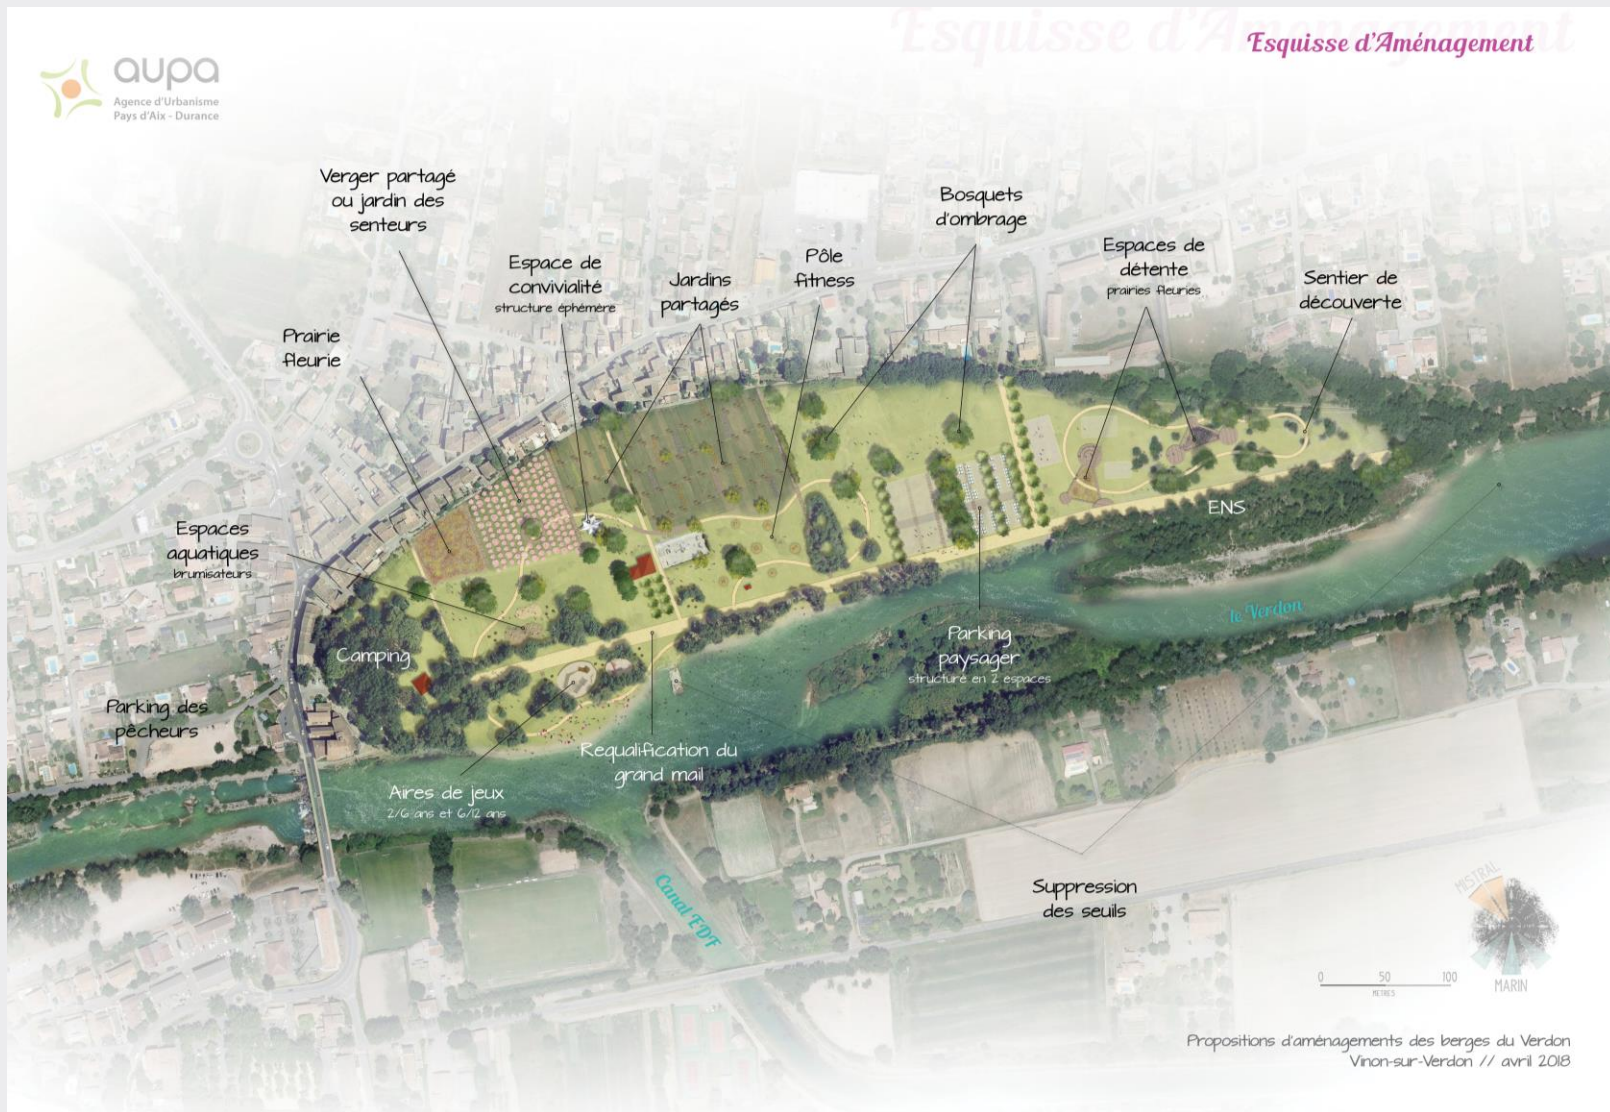 Esquisse d'Aménagement
Esquisse d'Aménagement
aupa
Agence d'Urbanisme
Pays d'Aix - Durance
Verger partagé
ou jardin des
senteurs
Bosquets
d'ombrage
Espace de
convivialité
structure éphémère
Jardins
partagés
Pôle
fitness
Espaces de
détente
prairies fleuries
Sentier de
découverte
Prairie
fleurie
Espaces
aquatiques
brumisateurs
ENS
le Verdon
Camping
Parking
paysager
structuré en 2 espaces
Parking des
pêcheurs
Requalification du
grand mail
Aires de jeux
2/6 ans et 6/12 ans
Canal EDF
Suppression
des seuils
MISTRAL
MARIN
0 50 100
METRES
Propositions d'aménagements des berges du Verdon
Vinon-sur-Verdon // avril 2018